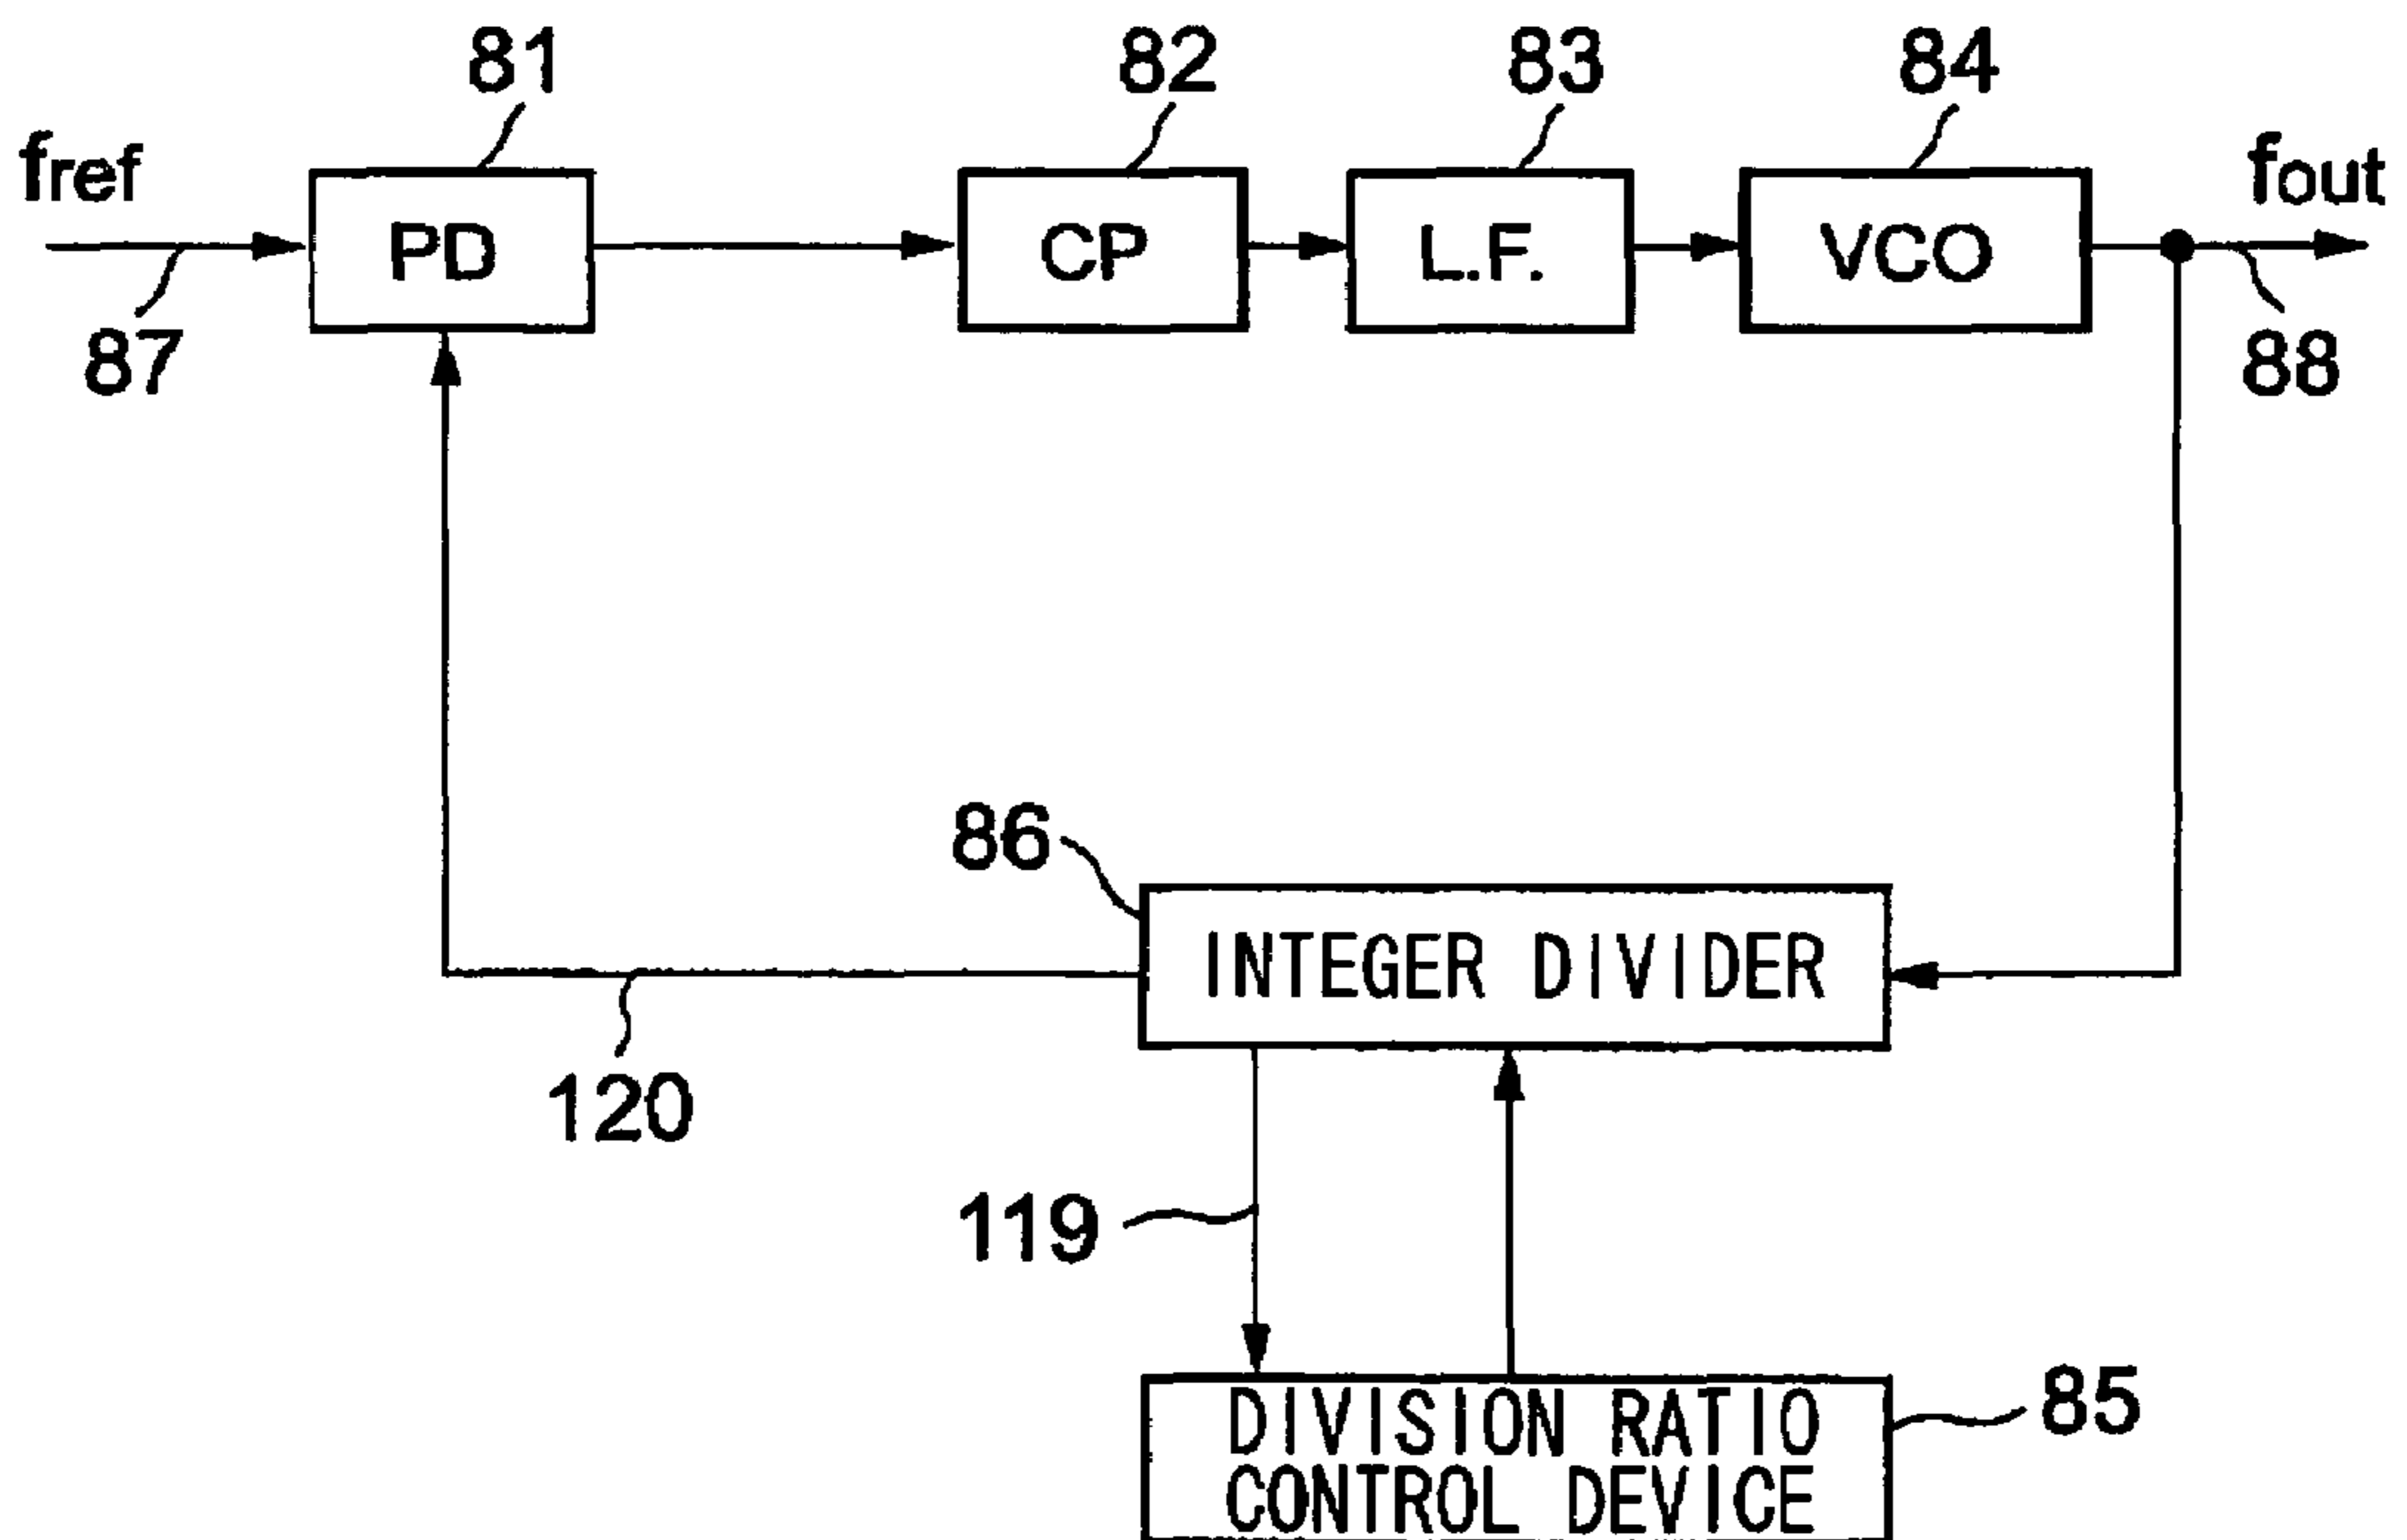 81
82
83
84
fref
fout
PD
CP
L.F.
VCO
87
88
86
INTEGER DIVIDER
120
119
85
DIVISION RATIO
CONTROL DEVICE